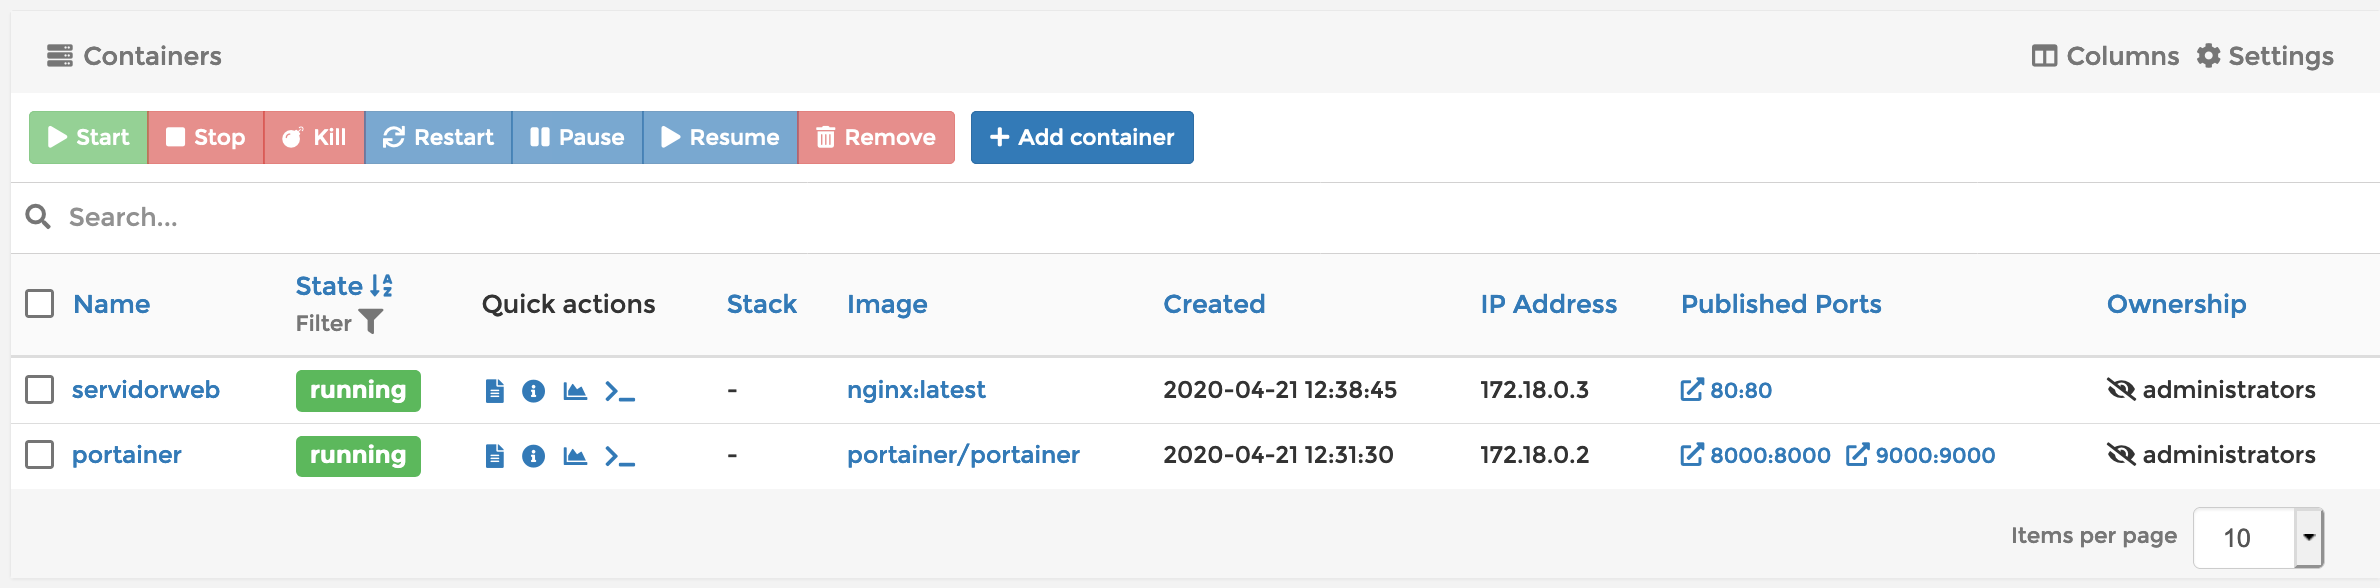 Containers Columns Settings
Start Stop Kill Restart Pause Resume Remove Add container
Search...
Name State Filter Quick actions Stack Image Created IP Address Published Ports Ownership
servidorweb running - nginx:latest 2020-04-21 12:38:45 172.18.0.3 80:80 administrators
portainer running - portainer/portainer 2020-04-21 12:31:30 172.18.0.2 8000:8000 9000:9000 administrators
Items per page 10